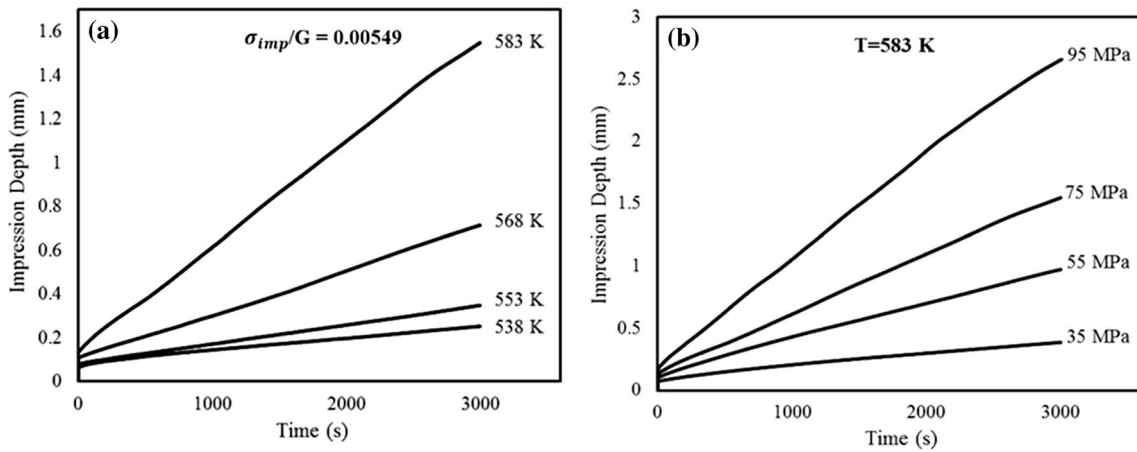 (a)
σ_imp/G = 0.00549
1.6
1.4
1.2
1
0.8
0.6
0.4
0.2
0
Impression Depth (mm)
583 K
568 K
553 K
538 K
0 1000 2000 3000
Time (s)
(b)
T=583 K
3
2.5
2
1.5
1
0.5
0
Impression Depth (mm)
95 MPa
75 MPa
55 MPa
35 MPa
0 1000 2000 3000
Time (s)